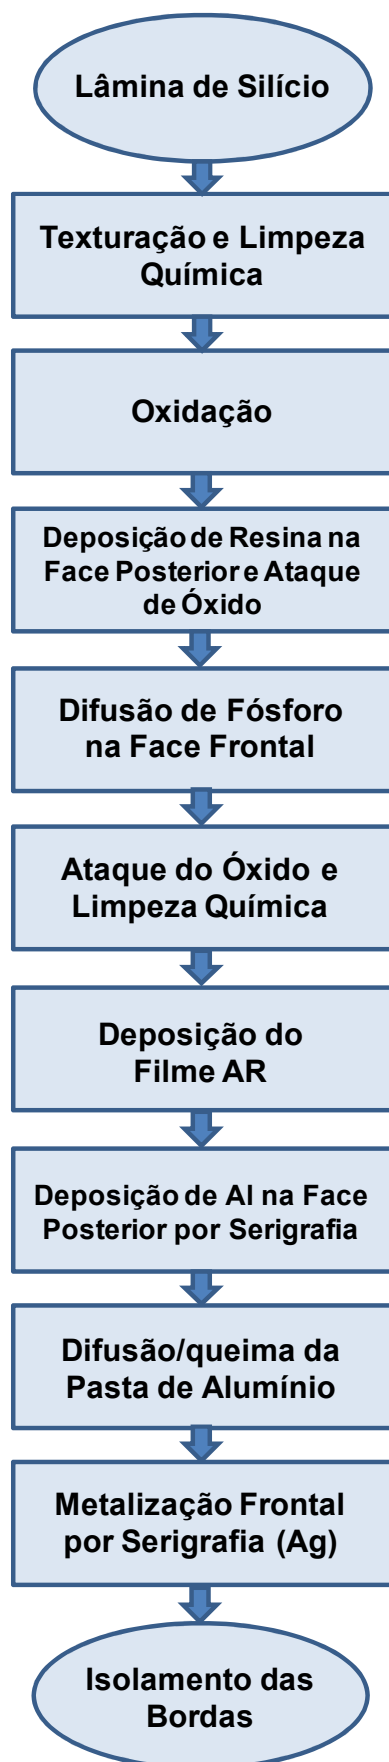 Lâmina de Silício
Texturação e Limpeza
Química
Oxidação
Deposição de Resina na
Face Posterior e Ataque
de Óxido
Difusão de Fósforo
na Face Frontal
Ataque do Óxido e
Limpeza Química
Deposição do
Filme AR
Deposição de Al na Face
Posterior por Serigrafia
Difusão/queima da
Pasta de Alumínio
Metalização Frontal
por Serigrafia (Ag)
Isolamento das
Bordas